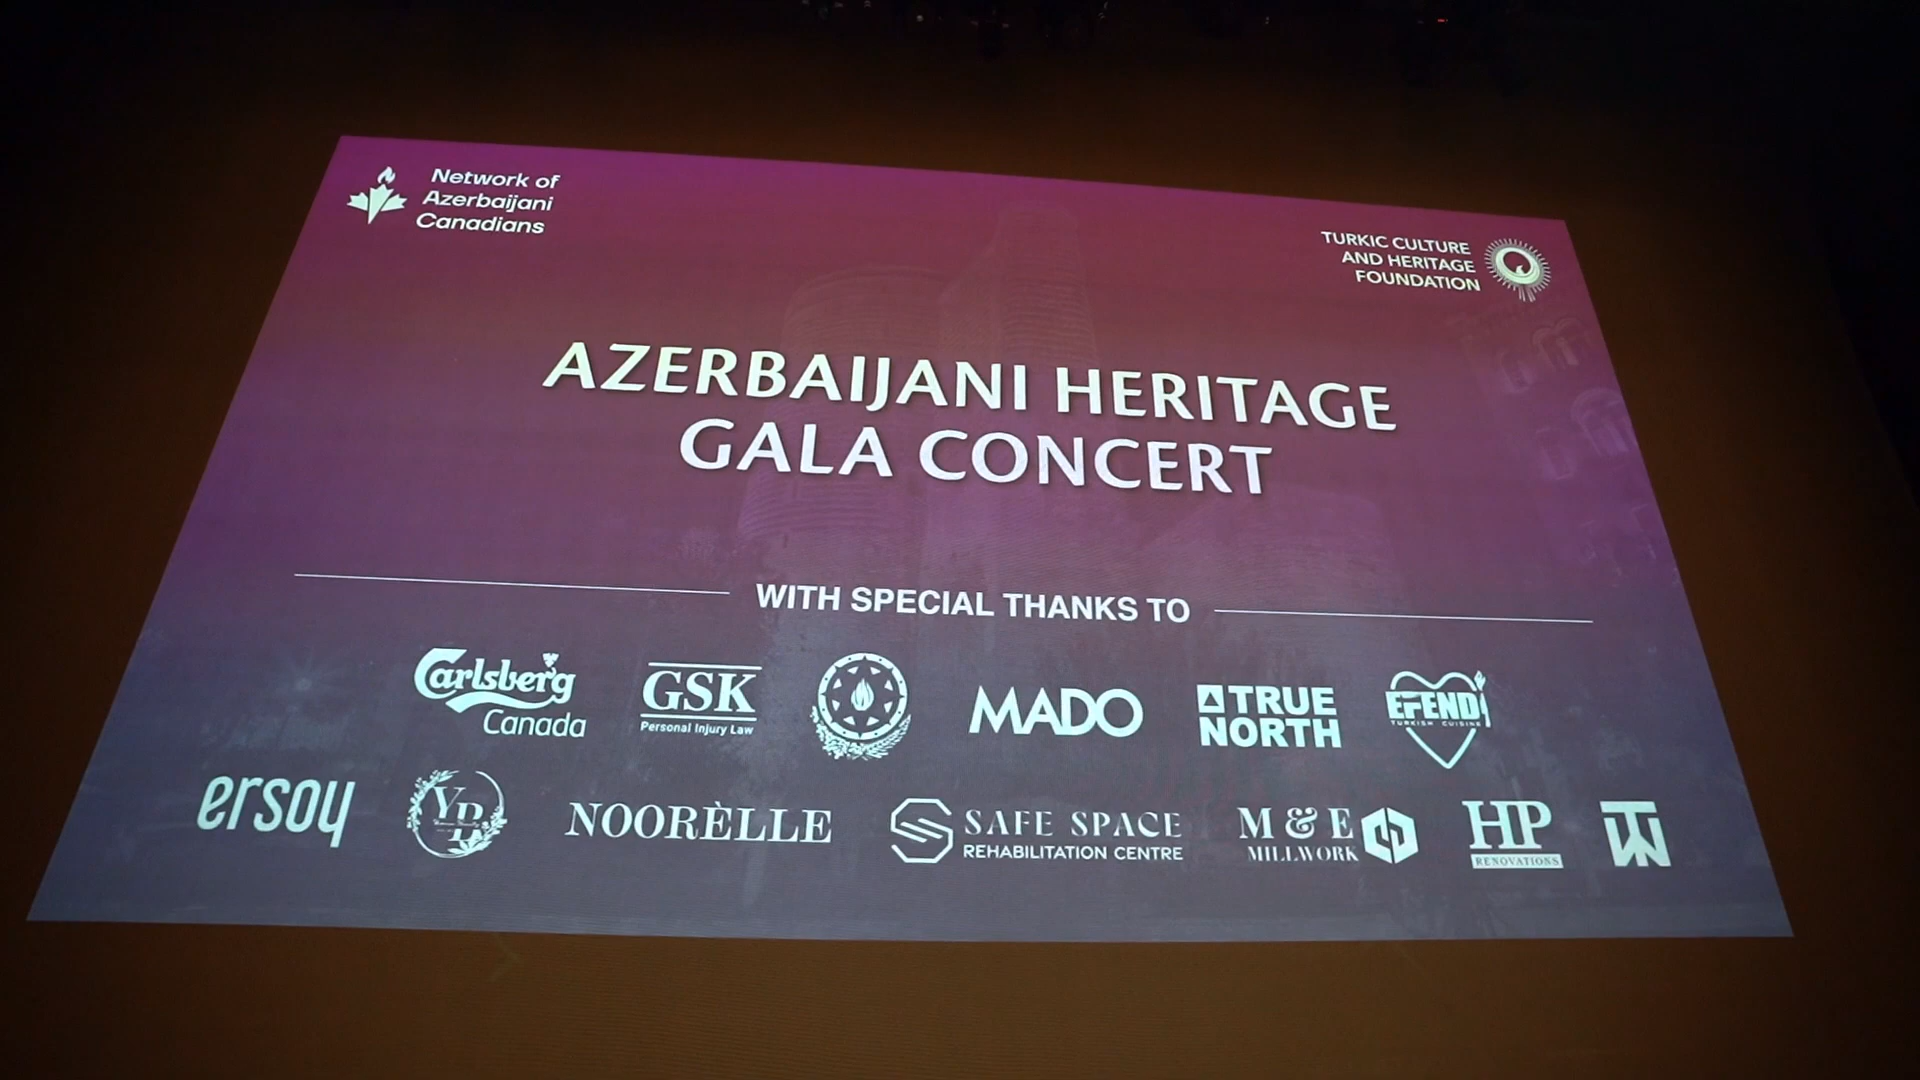 Network of
Azerbaijani
Canadians
TURKIC CULTURE
AND HERITAGE
FOUNDATION
AZERBAIJANI HERITAGE
GALA CONCERT
WITH SPECIAL THANKS TO
Carlsberg
Canada
GSK
Personal Injury Law
MADO
TRUE
NORTH
EFENDI
TURKISH CUISINE
ersoy
YB
NOORÈLLE
SAFE SPACE
REHABILITATION CENTRE
M & E
MILLWORK
HP
RENOVATIONS